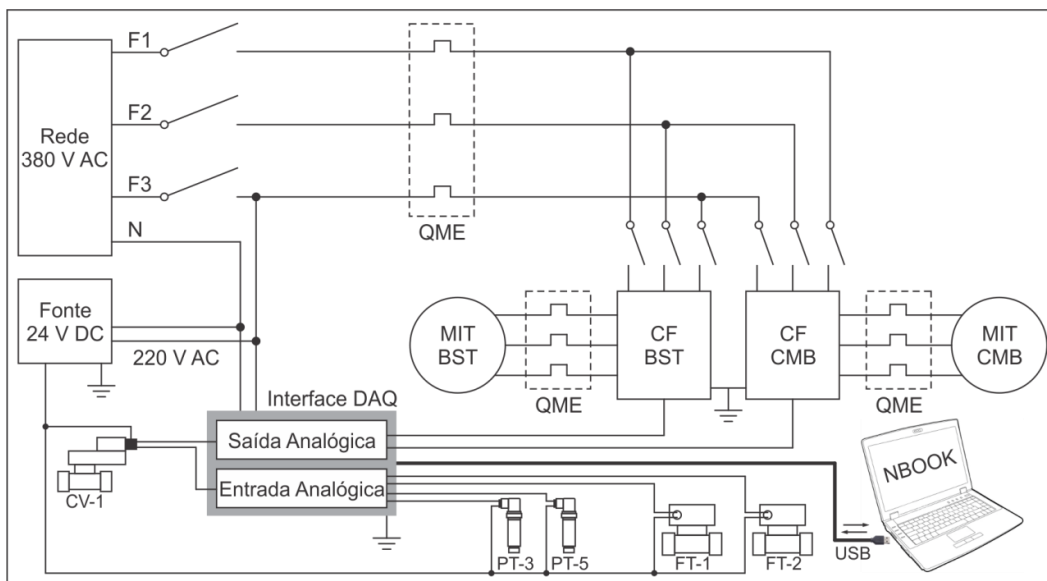 F1
F2
F3
N
Rede
380 V AC
QME
Fonte
24 V DC
220 V AC
MIT
BST
QME
CF
BST
CF
CMB
QME
MIT
CMB
Interface DAQ
Saída Analógica
Entrada Analógica
CV-1
PT-3
PT-5
FT-1
FT-2
USB
NBOOK